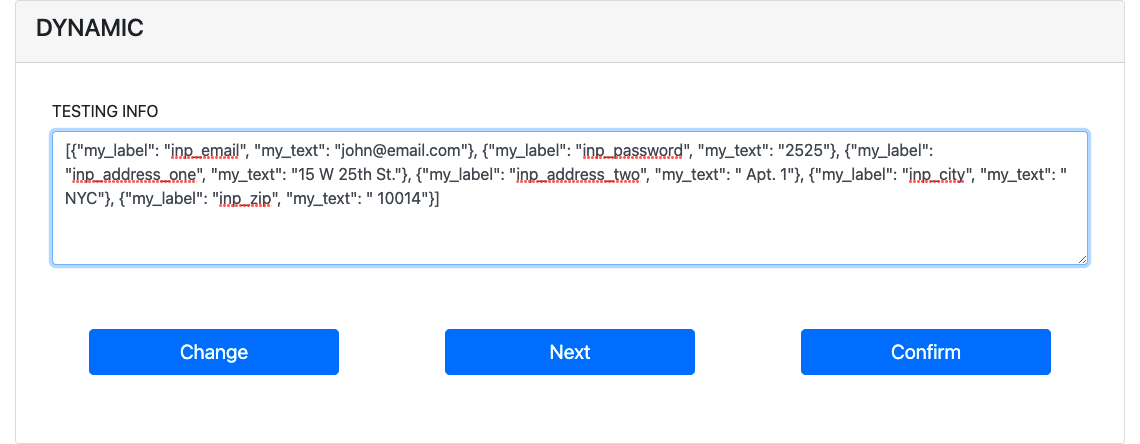 DYNAMIC
TESTING INFO
[{"my_label": "inp_email", "my_text": "john@email.com"}, {"my_label": "inp_password", "my_text": "2525"}, {"my_label":
"inp_address_one", "my_text": "15 W 25th St."}, {"my_label": "inp_address_two", "my_text": " Apt. 1"}, {"my_label": "inp_city", "my_text": "
NYC"}, {"my_label": "inp_zip", "my_text": " 10014"}]
Change Next Confirm